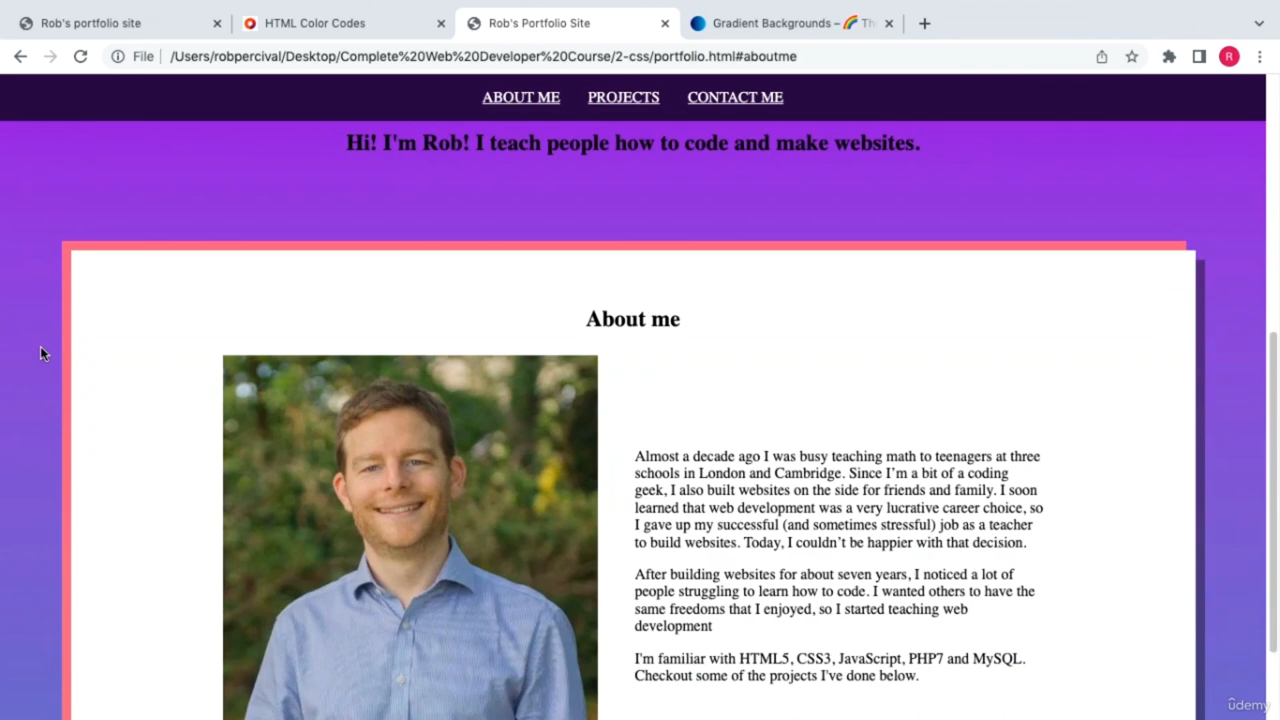 Rob's portfolio site
HTML Color Codes
Rob's Portfolio Site
Gradient Backgrounds – 🌈 Th
File
/Users/robpercival/Desktop/Complete%20Web%20Developer%20Course/2-css/portfolio.html#aboutme
R
ABOUT ME PROJECTS CONTACT ME
Hi! I'm Rob! I teach people how to code and make websites.
About me
Almost a decade ago I was busy teaching math to teenagers at three
schools in London and Cambridge. Since I’m a bit of a coding
geek, I also built websites on the side for friends and family. I soon
learned that web development was a very lucrative career choice, so
I gave up my successful (and sometimes stressful) job as a teacher
to build websites. Today, I couldn’t be happier with that decision.
After building websites for about seven years, I noticed a lot of
people struggling to learn how to code. I wanted others to have the
same freedoms that I enjoyed, so I started teaching web
development
I'm familiar with HTML5, CSS3, JavaScript, PHP7 and MySQL.
Checkout some of the projects I've done below.
ûdemy